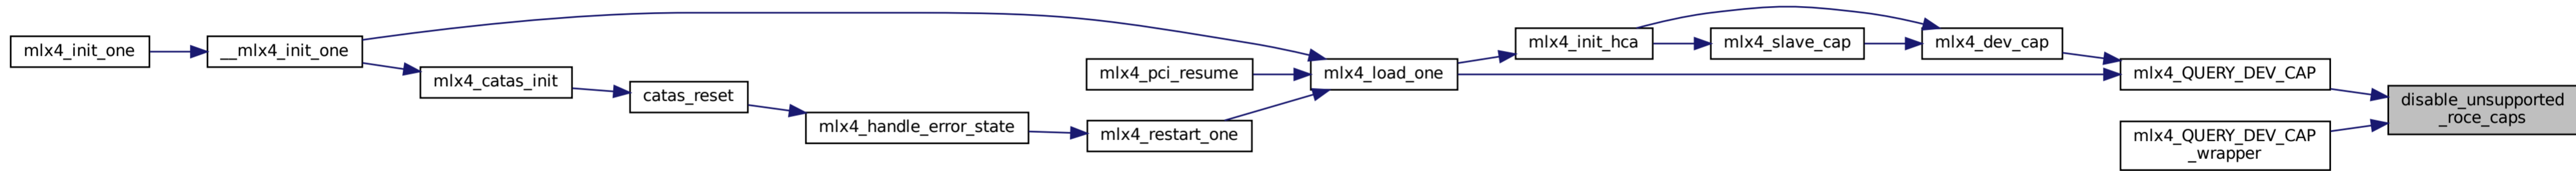 mlx4_init_one
__mlx4_init_one
mlx4_catas_init
catas_reset
mlx4_handle_error_state
mlx4_pci_resume
mlx4_restart_one
mlx4_load_one
mlx4_init_hca
mlx4_slave_cap
mlx4_dev_cap
mlx4_QUERY_DEV_CAP
mlx4_QUERY_DEV_CAP
_wrapper
disable_unsupported
_roce_caps